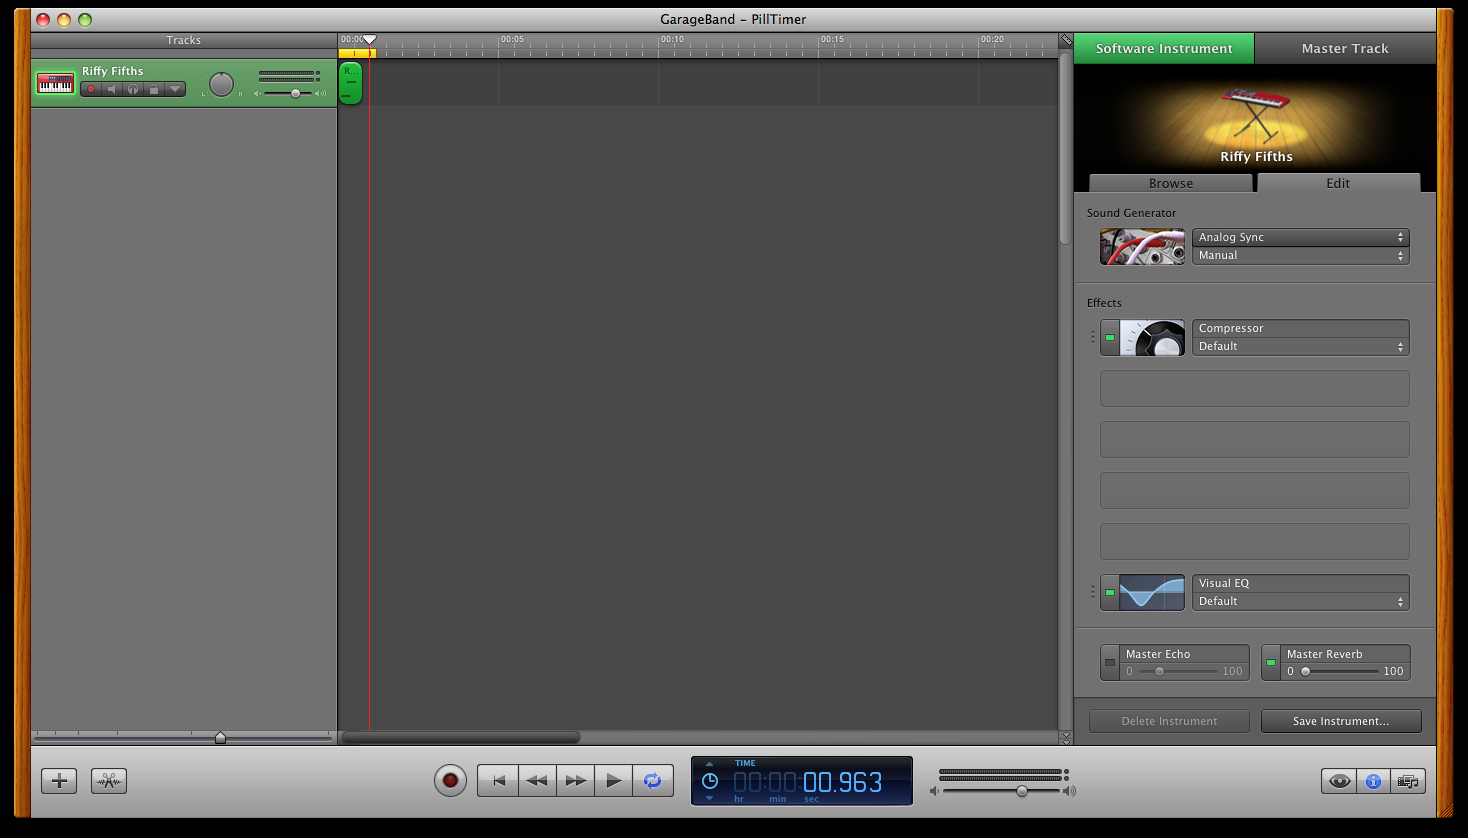 GarageBand – PillTimer
Tracks
00:00
00:05
00:10
00:15
00:20
Riffy Fifths
L
R
R...
Software Instrument
Master Track
Riffy Fifths
Browse
Edit
Sound Generator
Analog Sync
Manual
Effects
Compressor
Default
Visual EQ
Default
Master Echo
0
100
Master Reverb
0
100
Delete Instrument
Save Instrument...
TIME
00:00:00.963
hr
min
sec